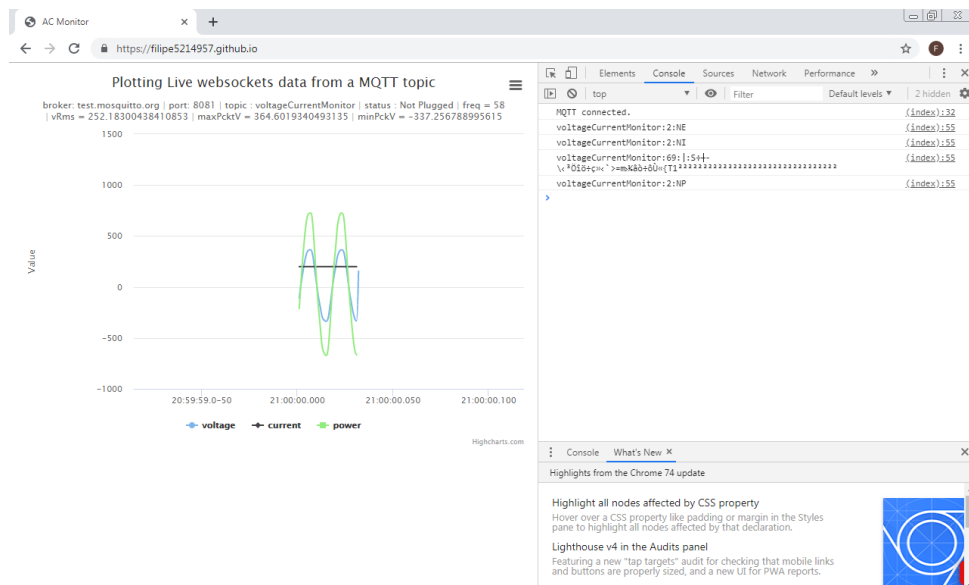 AC Monitor
https://filipe5214957.github.io
F
Plotting Live websockets data from a MQTT topic
broker: test.mosquitto.org | port: 8081 | topic : voltageCurrentMonitor | status : Not Plugged | freq = 58
| vRms = 252.18300438410853 | maxPcktV = 364.6019340493135 | minPckV = -337.256788995615
1500
1000
500
0
-500
-1000
Value
20:59:59.0-50
21:00:00.000
21:00:00.050
21:00:00.100
voltage
current
power
Highcharts.com
Elements
Console
Sources
Network
Performance
»
top
Filter
Default levels
2 hidden
MQTT connected. (index):32
voltageCurrentMonitor:2:NE (index):55
voltageCurrentMonitor:2:NI (index):55
voltageCurrentMonitor:69: (index):55
voltageCurrentMonitor:2:NP (index):55
Console
What's New
Highlights from the Chrome 74 update
Highlight all nodes affected by CSS property
Hover over a CSS property like padding or margin in the Styles
pane to highlight all nodes affected by that declaration.
Lighthouse v4 in the Audits panel
Featuring a new "tap targets" audit for checking that mobile links
and buttons are properly sized, and a new UI for PWA reports.